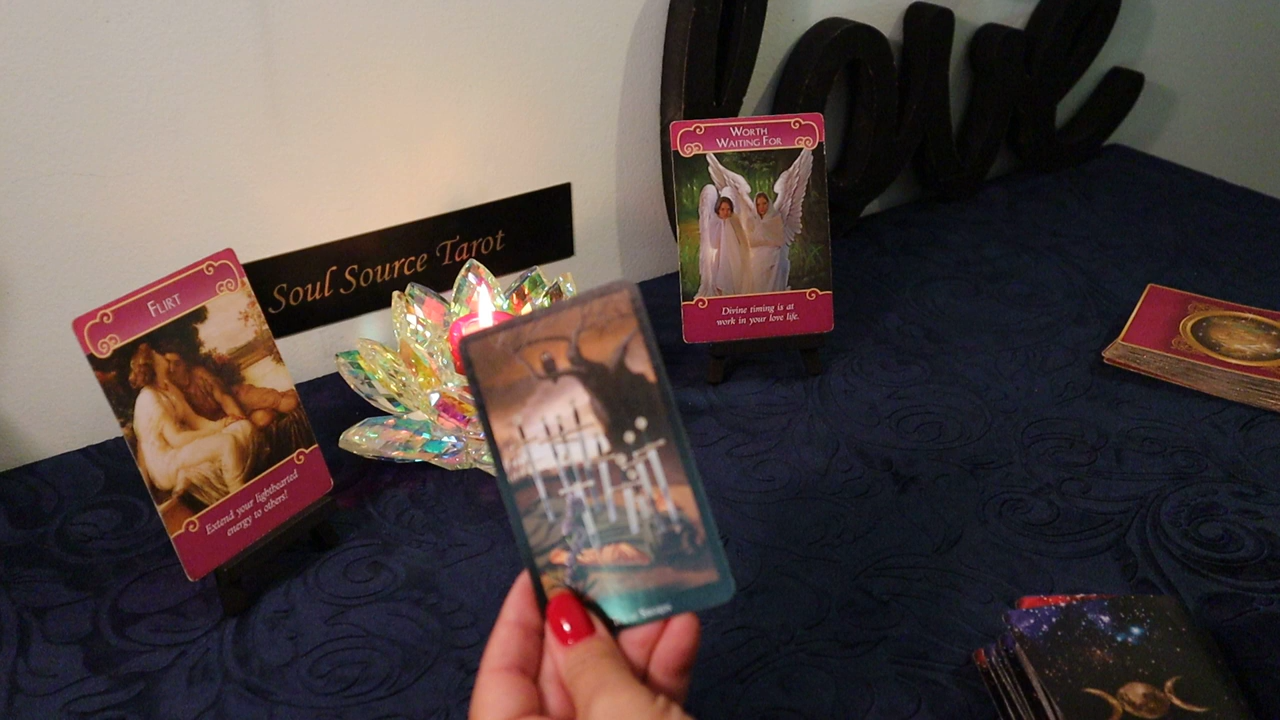 love
WORTH
WAITING FOR
Divine timing is at
work in your love life.
Soul Source Tarot
FLIRT
Extend your lighthearted
energy to others!